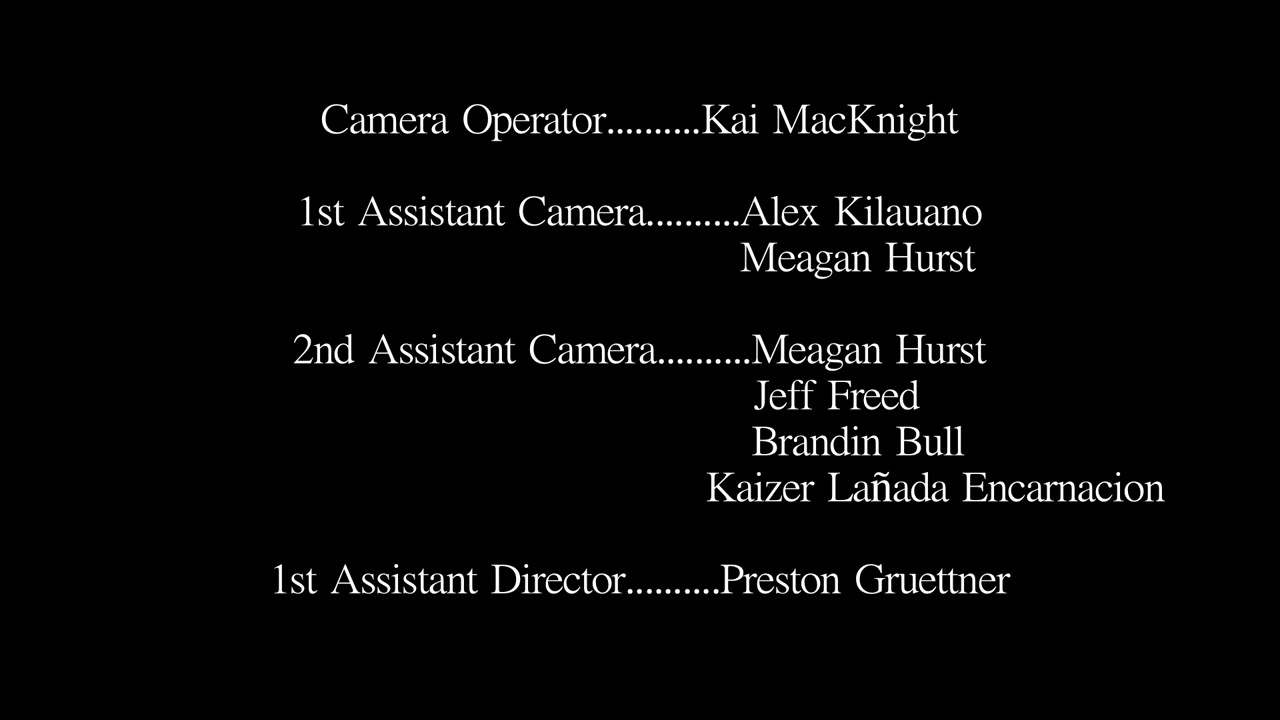 Camera Operator..........Kai MacKnight
1st Assistant Camera..........Alex Kilauano
Meagan Hurst
2nd Assistant Camera..........Meagan Hurst
Jeff Freed
Brandin Bull
Kaizer Lañada Encarnacion
1st Assistant Director..........Preston Gruettner